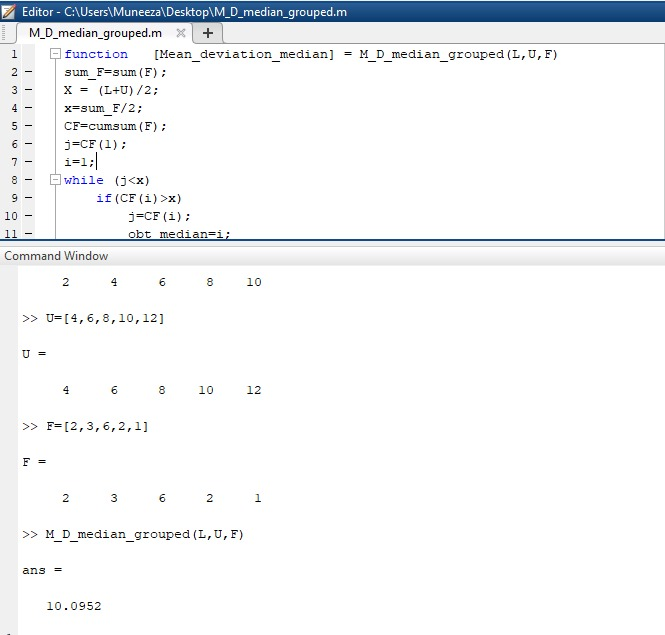 Editor - C:\Users\Muneeza\Desktop\M_D_median_grouped.m
M_D_median_grouped.m × +
1 function [Mean_deviation_median] = M_D_median_grouped(L,U,F)
2 - sum_F=sum(F);
3 - X = (L+U)/2;
4 - x=sum_F/2;
5 - CF=cumsum(F);
6 - j=CF(1);
7 - i=1;
8 - while (j<x)
9 - if(CF(i)>x)
10 - j=CF(i);
11 - obt_median=i;
Command Window
2 4 6 8 10
>> U=[4,6,8,10,12]
U =
4 6 8 10 12
>> F=[2,3,6,2,1]
F =
2 3 6 2 1
>> M_D_median_grouped(L,U,F)
ans =
10.0952